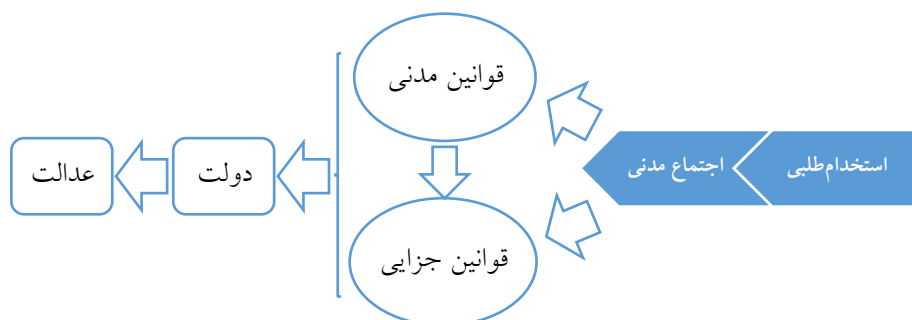 استخدام‌طلبی
اجتماع مدنی
قوانین مدنی
قوانین جزایی
دولت
عدالت